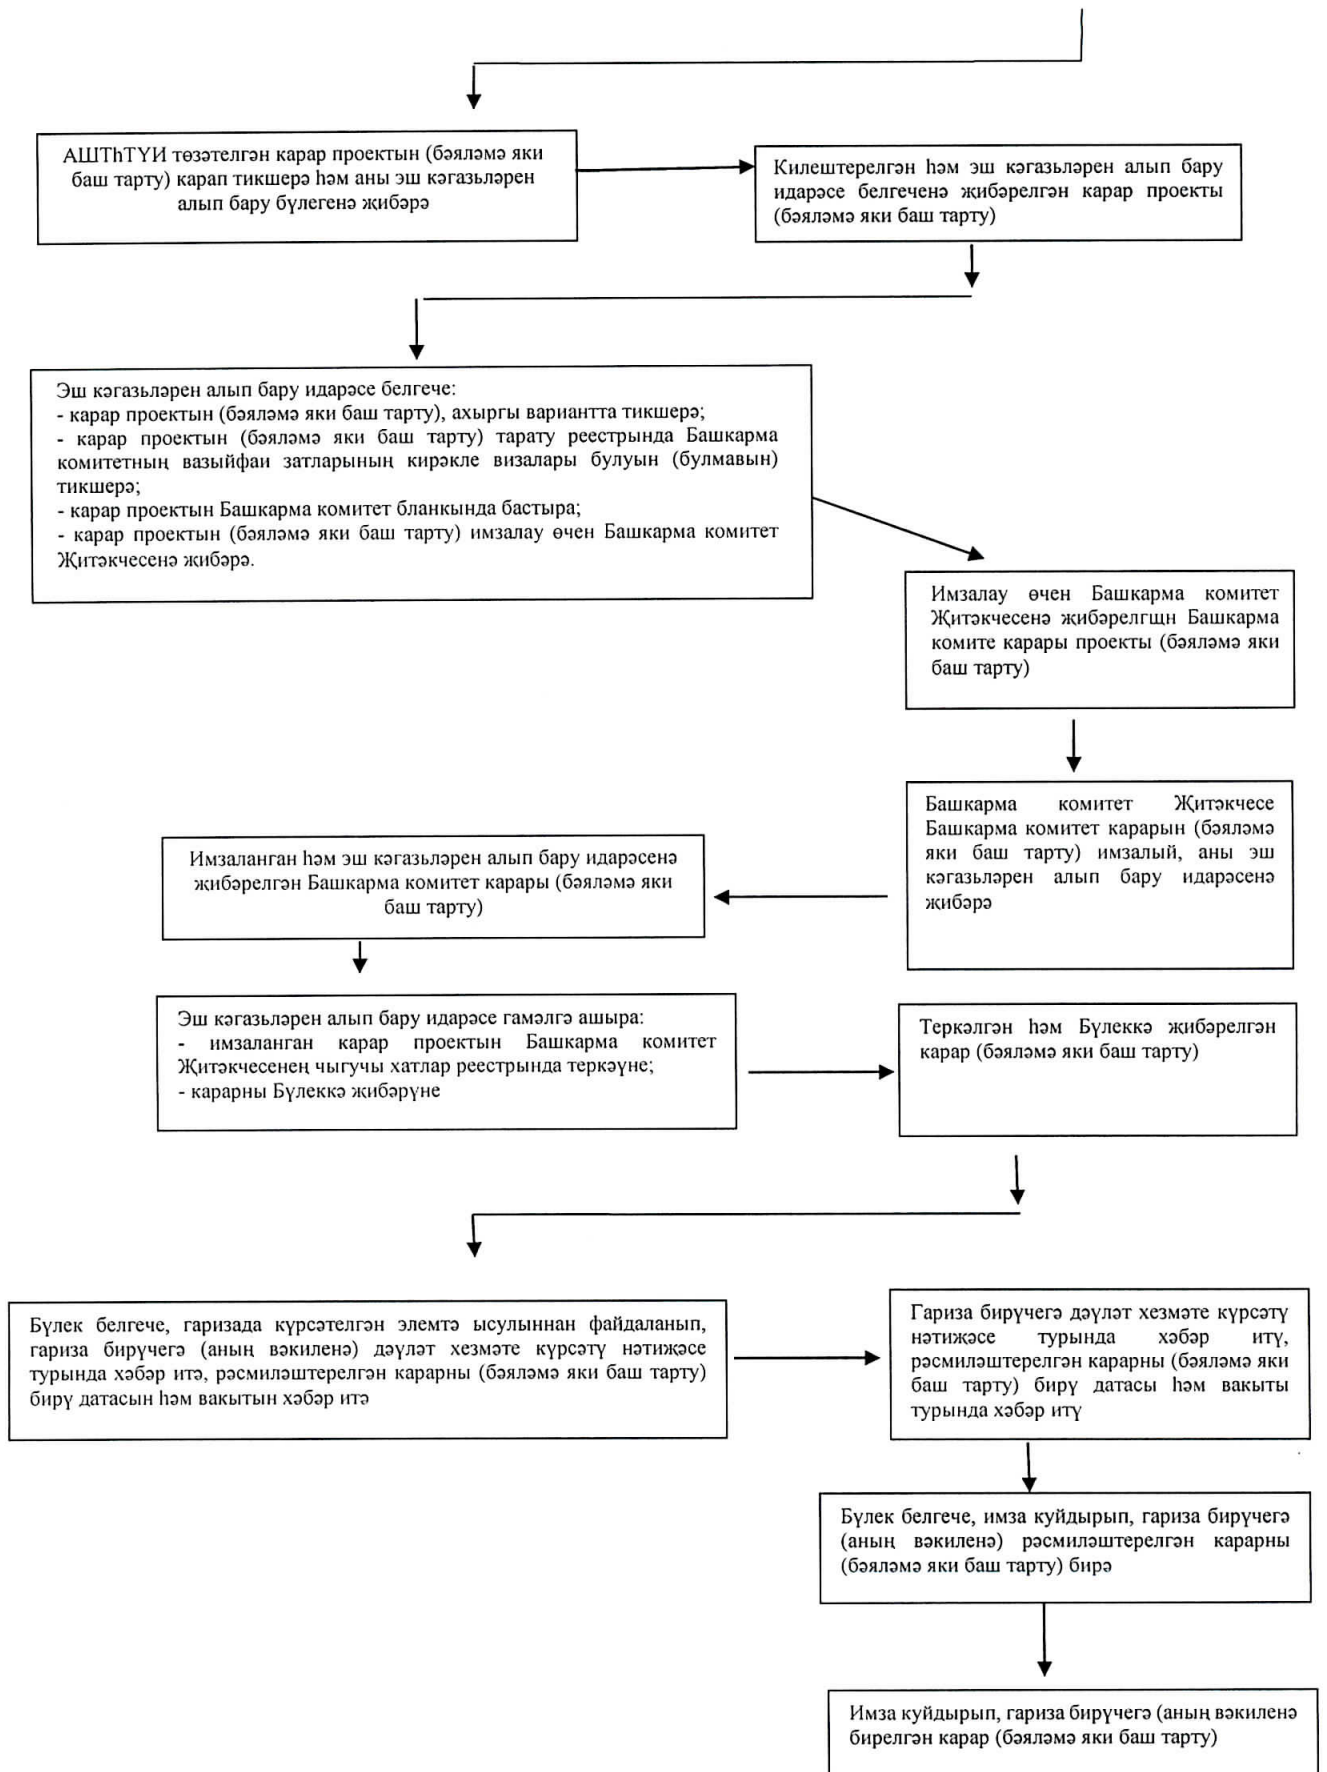 АШТһТҮИ төзәтелгән карар проектын (бәяләмә яки
баш тарту) карап тикшерә һәм аны эш кәгазьләрен
алып бару бүлегенә җибәрә
Килештерелгән һәм эш кәгазьләрен алып бару
идарәсе белгеченә җибәрелгән карар проекты
(бәяләмә яки баш тарту)
Эш кәгазьләрен алып бару идарәсе белгече:
- карар проектын (бәяләмә яки баш тарту), ахыргы вариантта тикшерә;
- карар проектын (бәяләмә яки баш тарту) тарату реестрында Башкарма
комитетның вазыйфаи затларының кирәкле визалары булуын (булмавын)
тикшерә;
- карар проектын Башкарма комитет бланкында бастыра;
- карар проектын (бәяләмә яки баш тарту) имзалау өчен Башкарма комитет
Җитәкчесенә җибәрә.
Имзалау өчен Башкарма комитет
Җитәкчесенә җибәрелгщн Башкарма
комите карары проекты (бәяләмә яки
баш тарту)
Башкарма комитет Җитәкчесе
Башкарма комитет карарын (бәяләмә
яки баш тарту) имзалый, аны эш
кәгазьләрен алып бару идарәсенә
җибәрә
Имзаланган һәм эш кәгазьләрен алып бару идарәсенә
җибәрелгән Башкарма комитет карары (бәяләмә яки
баш тарту)
Эш кәгазьләрен алып бару идарәсе гамәлгә ашыра:
- имзаланган карар проектын Башкарма комитет
Җитәкчесенең чыгучы хатлар реестрында теркәүне;
- карарны Бүлеккә җибәрүне
Теркәлгән һәм Бүлеккә җибәрелгән
карар (бәяләмә яки баш тарту)
Бүлек белгече, гаризада күрсәтелгән элемтә ысулыннан файдаланып,
гариза бирүчегә (аның вәкиленә) дәүләт хезмәте күрсәтү нәтиҗәсе
турында хәбәр итә, рәсмиләштерелгән карарны (бәяләмә яки баш тарту)
бирү датасын һәм вакытын хәбәр итә
Гариза бирүчегә дәүләт хезмәте күрсәтү
нәтиҗәсе турында хәбәр итү,
рәсмиләштерелгән карарны (бәяләмә яки
баш тарту) бирү датасы һәм вакыты
турында хәбәр итү
Бүлек белгече, имза куйдырып, гариза бирүчегә
(аның вәкиленә) рәсмиләштерелгән карарны
(бәяләмә яки баш тарту) бирә
Имза куйдырып, гариза бирүчегә (аның вәкиленә
бирелгән карар (бәяләмә яки баш тарту)